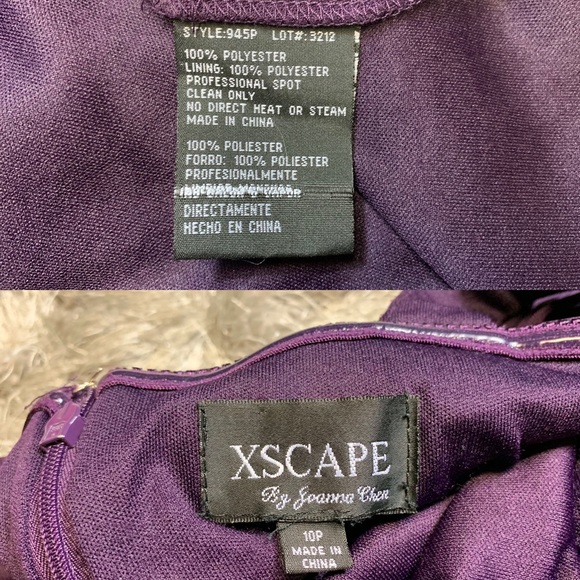 STYLE:945P LOT#:3212
100% POLYESTER
LINING: 100% POLYESTER
PROFESSIONAL SPOT
CLEAN ONLY
NO DIRECT HEAT OR STEAM
MADE IN CHINA
100% POLIESTER
FORRO: 100% POLIESTER
PROFESIONALMENTE
LIMPIAR MANCHAS
DIRECTAMENTE
HECHO EN CHINA
XSCAPE
By Joanna Chen
10P
MADE IN
CHINA